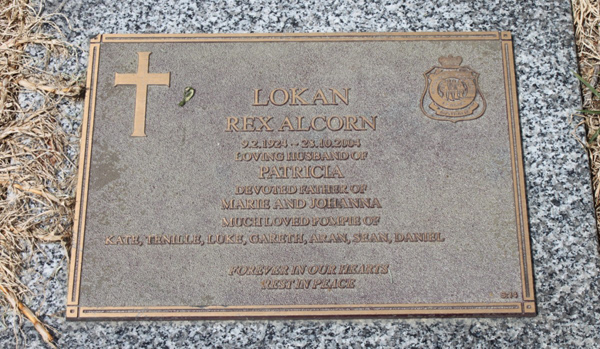 LOKAN
REX ALCORN
9.2.1924 - 23.10.2004
LOVING HUSBAND OF
PATRICIA
DEVOTED FATHER OF
MARIE AND JOHANNA
MUCH LOVED POMPIE OF
KATE, TENILLE, LUKE, GARETH, ALAN, SEAN, DANIEL
FOREVER IN OUR HEARTS
REST IN PEACE